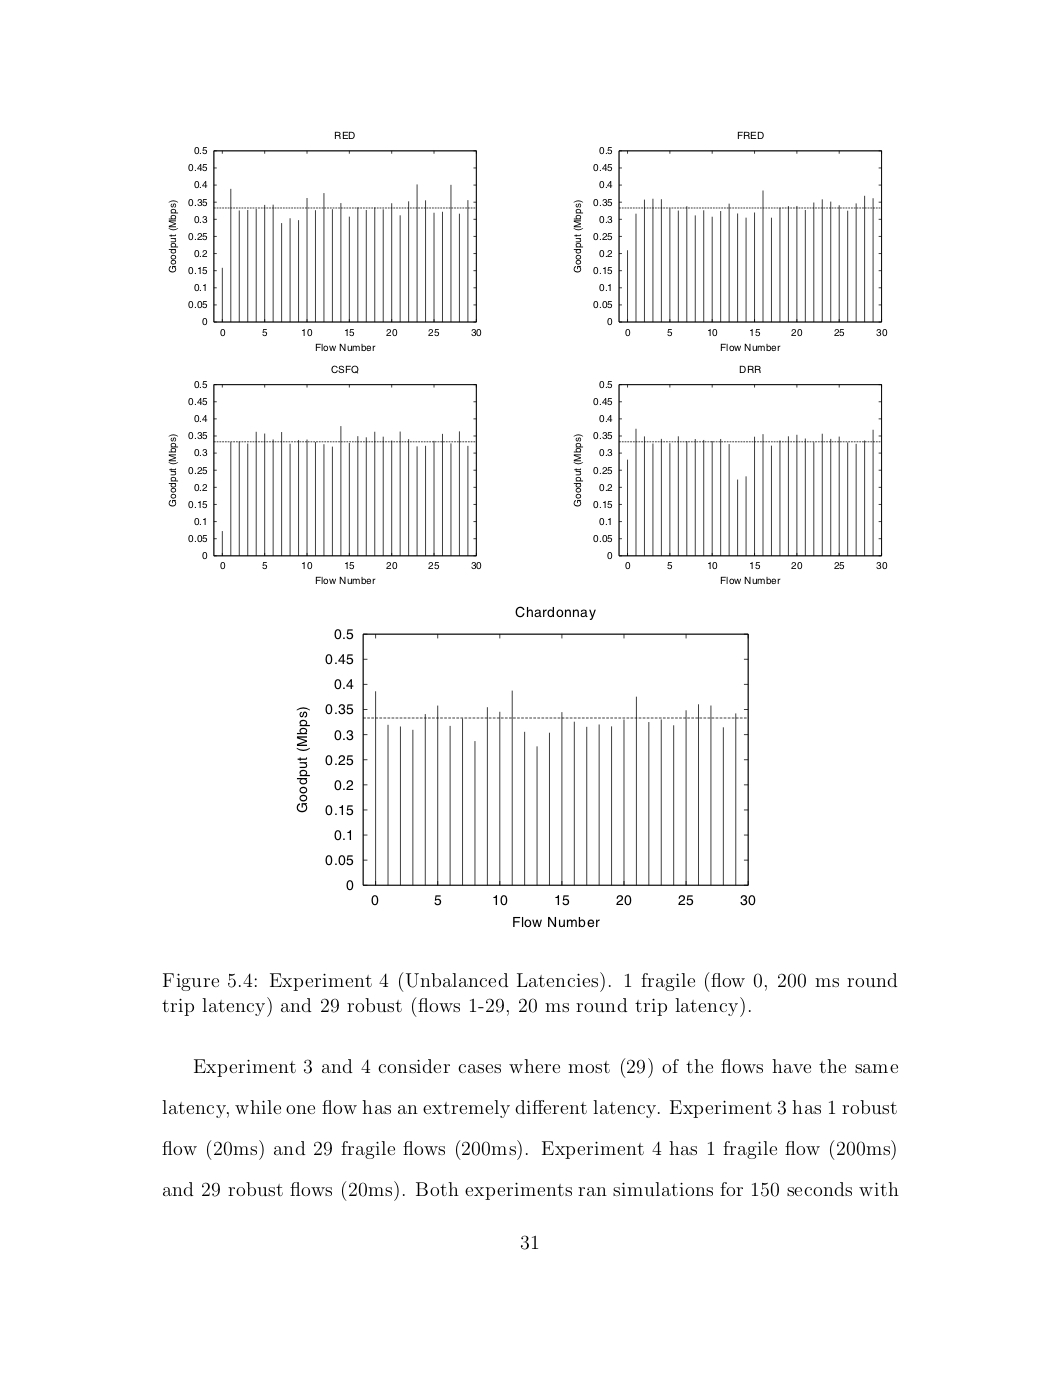 RED
0.5
0.45
0.4
0.35
0.3
0.25
0.2
0.15
0.1
0.05
0
Goodput (Mbps)
0 5 10 15 20 25 30
Flow Number
FRED
0.5
0.45
0.4
0.35
0.3
0.25
0.2
0.15
0.1
0.05
0
Goodput (Mbps)
0 5 10 15 20 25 30
Flow Number
CSFQ
0.5
0.45
0.4
0.35
0.3
0.25
0.2
0.15
0.1
0.05
0
Goodput (Mbps)
0 5 10 15 20 25 30
Flow Number
DRR
0.5
0.45
0.4
0.35
0.3
0.25
0.2
0.15
0.1
0.05
0
Goodput (Mbps)
0 5 10 15 20 25 30
Flow Number
Chardonnay
0.5
0.45
0.4
0.35
0.3
0.25
0.2
0.15
0.1
0.05
0
Goodput (Mbps)
0 5 10 15 20 25 30
Flow Number
Figure 5.4: Experiment 4 (Unbalanced Latencies). 1 fragile (flow 0, 200 ms round
trip latency) and 29 robust (flows 1-29, 20 ms round trip latency).
Experiment 3 and 4 consider cases where most (29) of the flows have the same
latency, while one flow has an extremely different latency. Experiment 3 has 1 robust
flow (20ms) and 29 fragile flows (200ms). Experiment 4 has 1 fragile flow (200ms)
and 29 robust flows (20ms). Both experiments ran simulations for 150 seconds with
31